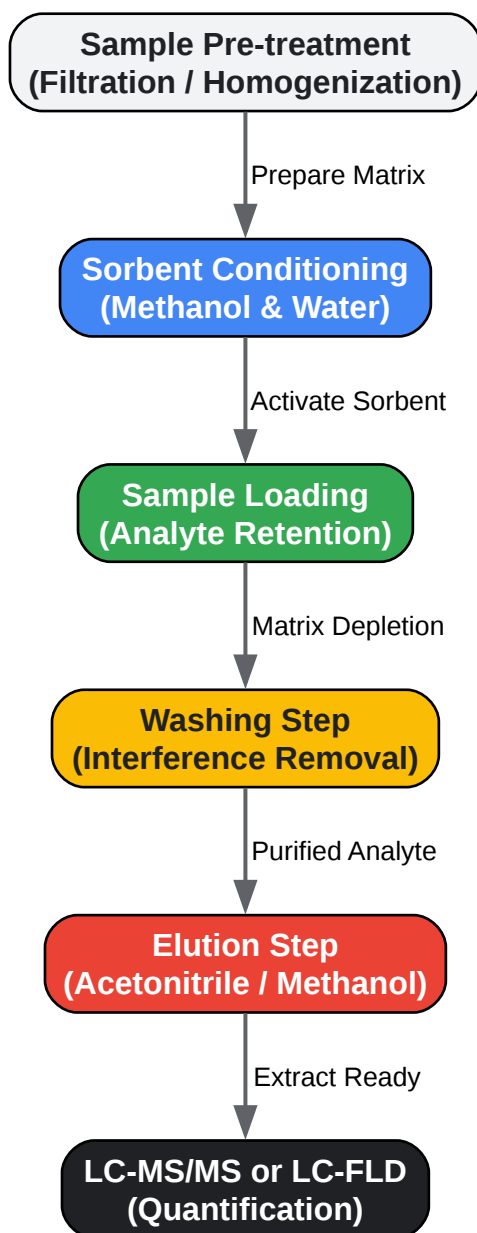 Sample Pre-treatment
(Filtration / Homogenization)
Prepare Matrix
Sorbent Conditioning
(Methanol & Water)
Activate Sorbent
Sample Loading
(Analyte Retention)
Matrix Depletion
Washing Step
(Interference Removal)
Purified Analyte
Elution Step
(Acetonitrile / Methanol)
Extract Ready
LC-MS/MS or LC-FLD
(Quantification)